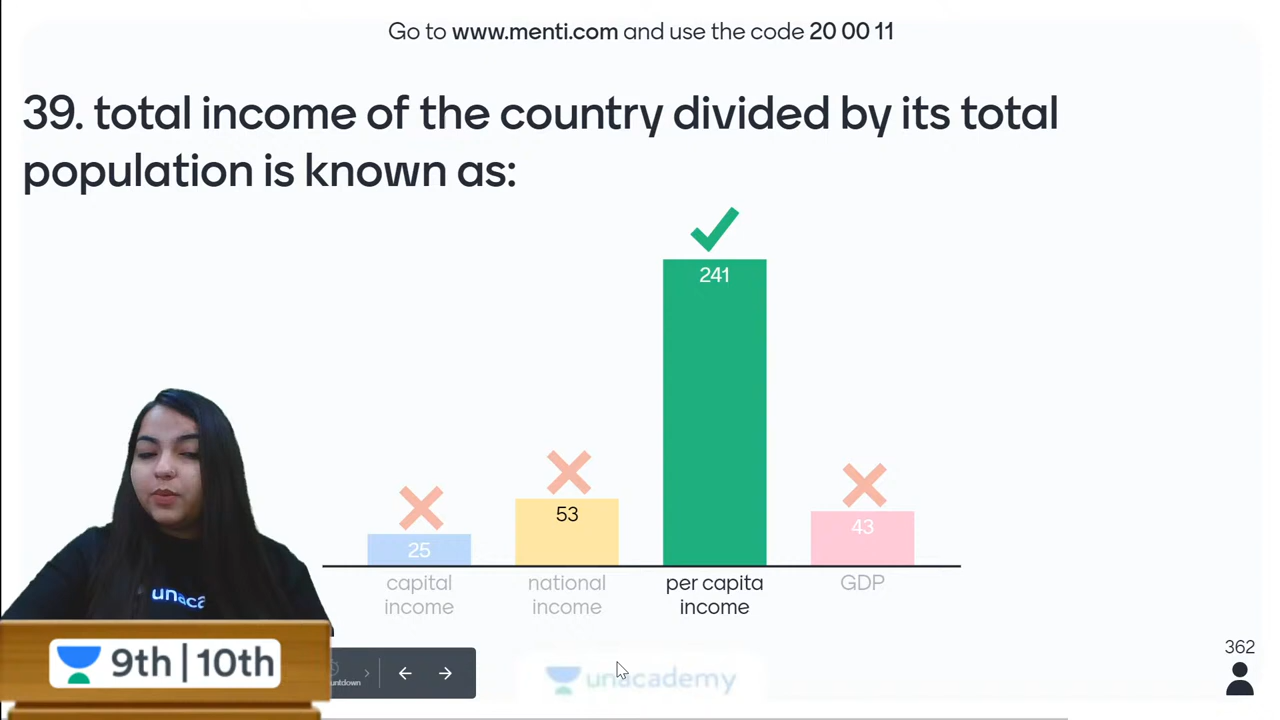 Go to www.menti.com and use the code 20 00 11
39. total income of the country divided by its total
population is known as:
241
53
43
25
capital
income
national
income
per capita
income
GDP
unac
9th | 10th
untdown
unacademy
362